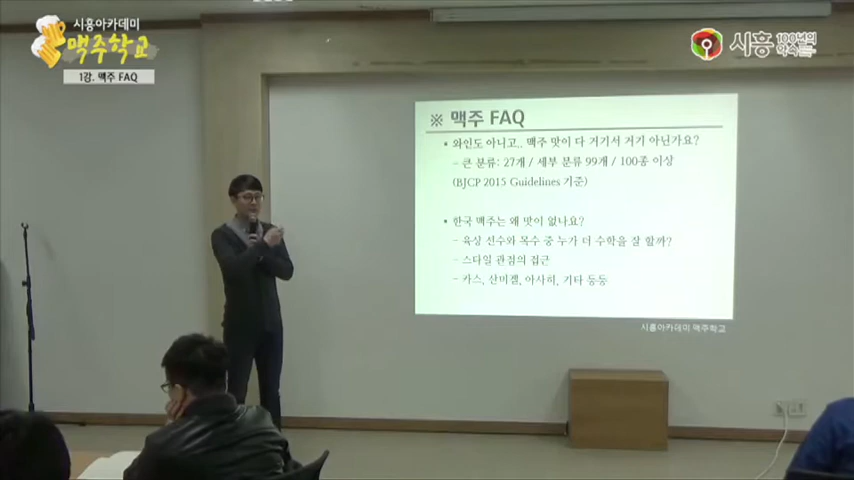 시흥아카데미
맥주학교
1강. 맥주 FAQ
시흥 100년의
※ 맥주 FAQ
• 와인도 아니고.. 맥주 맛이 다 거기서 거기 아닌가요?
- 큰 분류: 27개 / 세부 분류 99개 / 100종 이상
(BJCP 2015 Guidelines 기준)
• 한국 맥주는 왜 맛이 없나요?
- 육상 선수와 목수 중 누가 더 수학을 잘 할까?
- 스타일 관점의 접근
- 카스, 산미겔, 아사히, 기타 등등
시흥아카데미 맥주학교